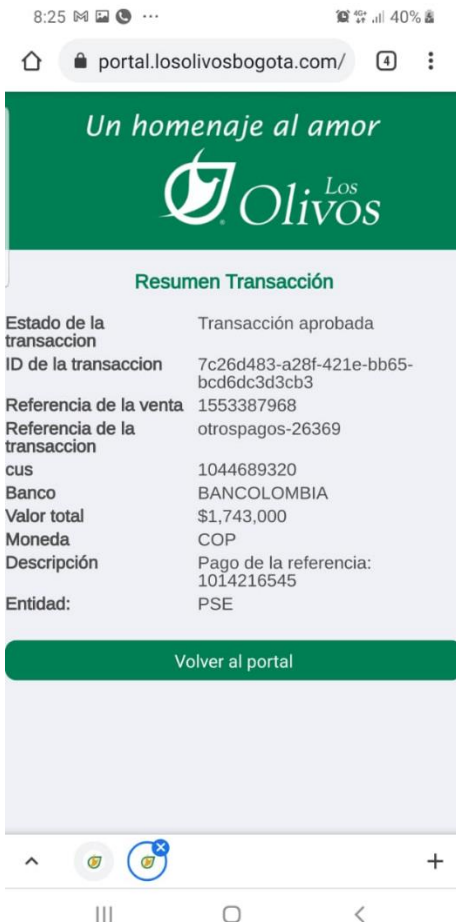 8:25
4G+
40%
portal.losolivosbogota.com/
4
Un homenaje al amor
Los
Olivos
Resumen Transacción
Estado de la
transaccion
Transacción aprobada
ID de la transaccion
7c26d483-a28f-421e-bb65-
bcd6dc3d3cb3
Referencia de la venta
1553387968
Referencia de la
transaccion
otrospagos-26369
cus
1044689320
Banco
BANCOLOMBIA
Valor total
$1,743,000
Moneda
COP
Descripción
Pago de la referencia:
1014216545
Entidad:
PSE
Volver al portal